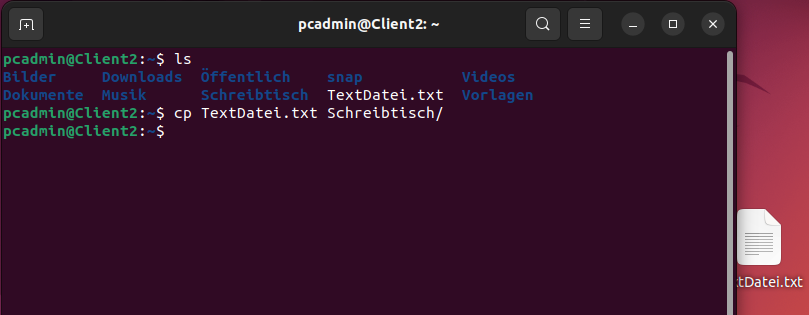 pcadmin@Client2: ~
pcadmin@Client2:~$ ls
Bilder Downloads Öffentlich snap Videos
Dokumente Musik Schreibtisch TextDatei.txt Vorlagen
pcadmin@Client2:~$ cp TextDatei.txt Schreibtisch/
pcadmin@Client2:~$
tDatei.txt